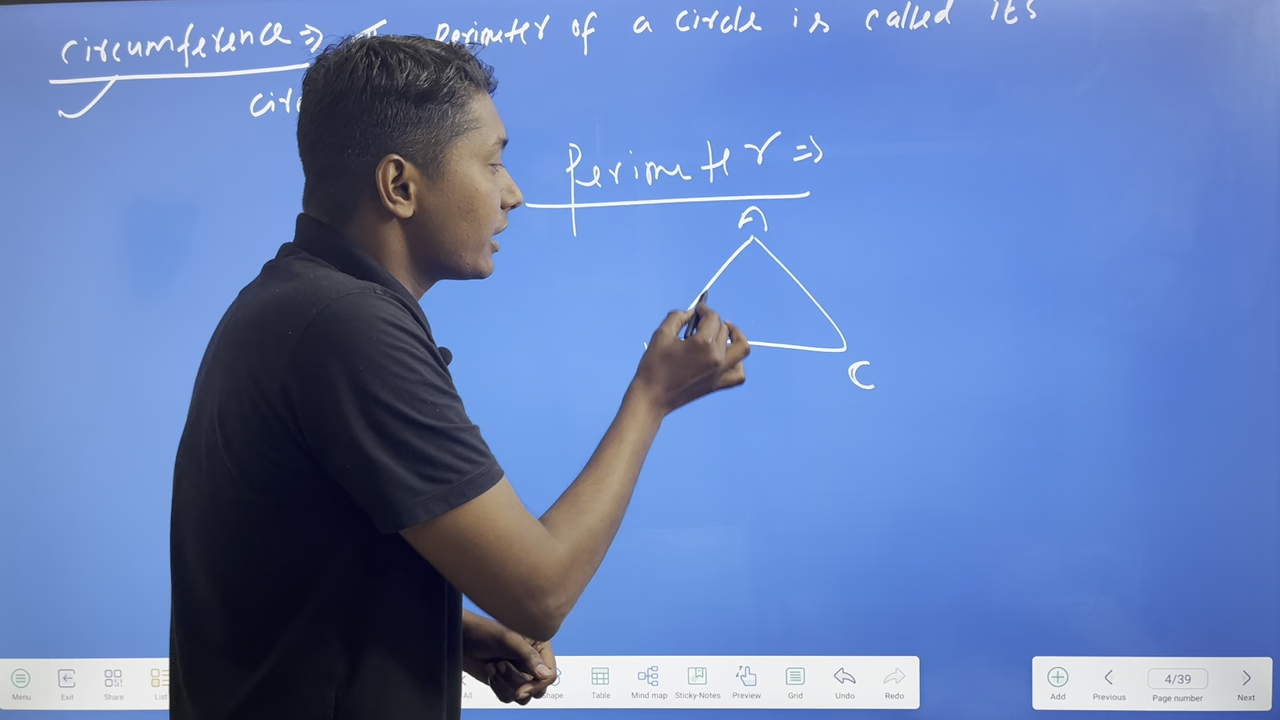 circumference ⇒ perimeter of a circle is called its
Perimeter ⇒
A
C
Menu Exit Share Table Mind map Sticky-Notes Preview Grid Undo Redo Add Previous 4/39 Page number Next